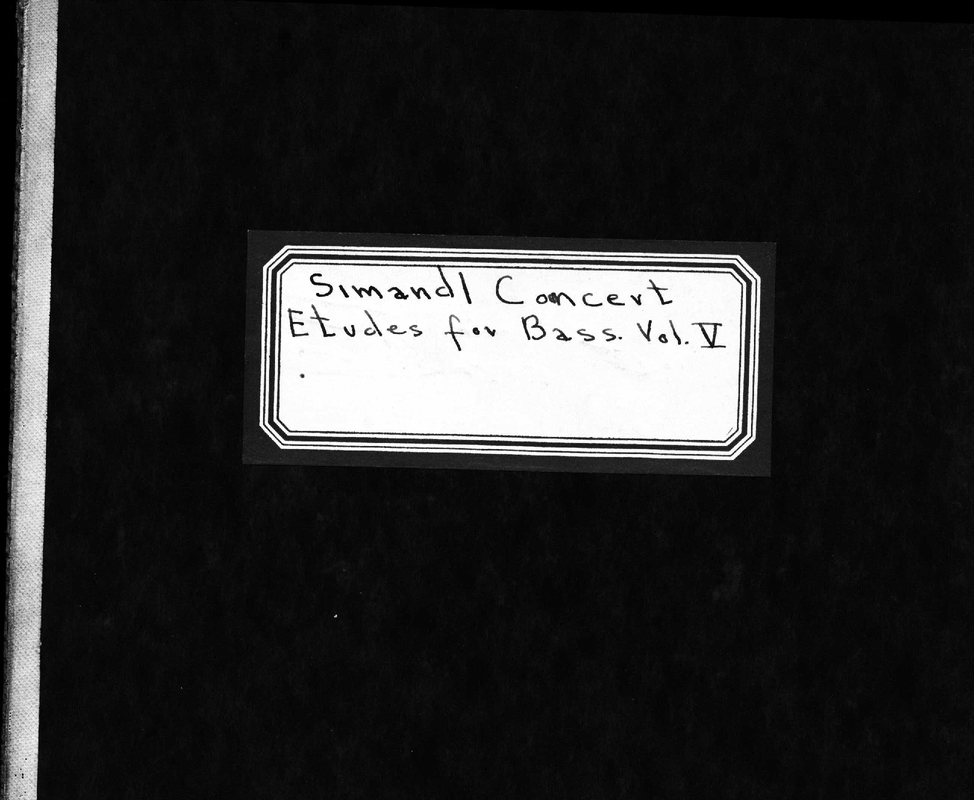 Simandl Concert
Etudes for Bass. Vol. V